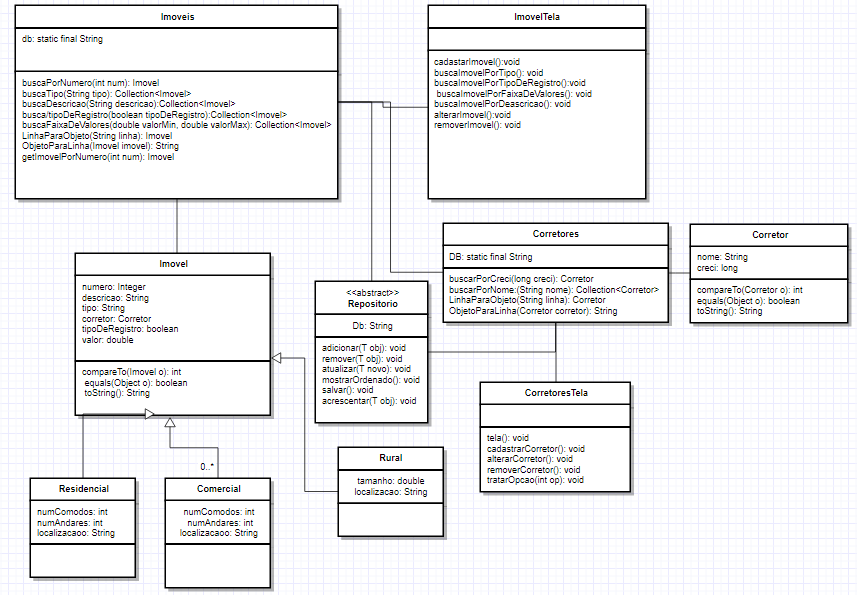 Imoveis
db: static final String
buscaPorNumero(int num): Imovel
buscaTipo(String tipo): Collection<Imovel>
buscaDescricao(String descricao):Collection<Imovel>
busca/tipoDeRegistro(boolean tipoDeRegistro):Collection<Imovel>
buscaFaixaDeValores(double valorMin, double valorMax): Collection<Imovel>
LinhaParaObjeto(String linha): Imovel
ObjetoParaLinha(Imovel imovel): String
getImovelPorNumero(int num): Imovel
ImovelTela
cadastarImovel():void
buscaImovelPorTipo(): void
buscaImovelPorTipoDeRegistro():void
buscaImovelPorFaixaDeValores(): void
buscaImovelPorDeascricao(): void
alterarImovel():void
removerImovel(): void
Corretores
DB: static final String
buscarPorCreci(long creci): Corretor
buscarPorNome:(String nome): Collection<Corretor>
LinhaParaObjeto(String linha): Corretor
ObjetoParaLinha(Corretor corretor): String
Corretor
nome: String
creci: long
compareTo(Corretor o): int
equals(Object o): boolean
toString(): String
Imovel
numero: Integer
descricao: String
tipo: String
corretor: Corretor
tipoDeRegistro: boolean
valor: double
compareTo(Imovel o): int
equals(Object o): boolean
toString(): String
<<abstract>>
Repositorio
Db: String
adicionar(T obj): void
remover(T obj): void
atualizar(T novo): void
mostrarOrdenado(): void
salvar(): void
acrescentar(T obj): void
CorretoresTela
tela(): void
cadastrarCorretor(): void
alterarCorretor(): void
removerCorretor(): void
tratarOpcao(int op): void
Rural
tamanho: double
localizacao: String
0..*
Residencial
numComodos: int
numAndares: int
localizacaoo: String
Comercial
numComodos: int
numAndares: int
localizacaoo: String